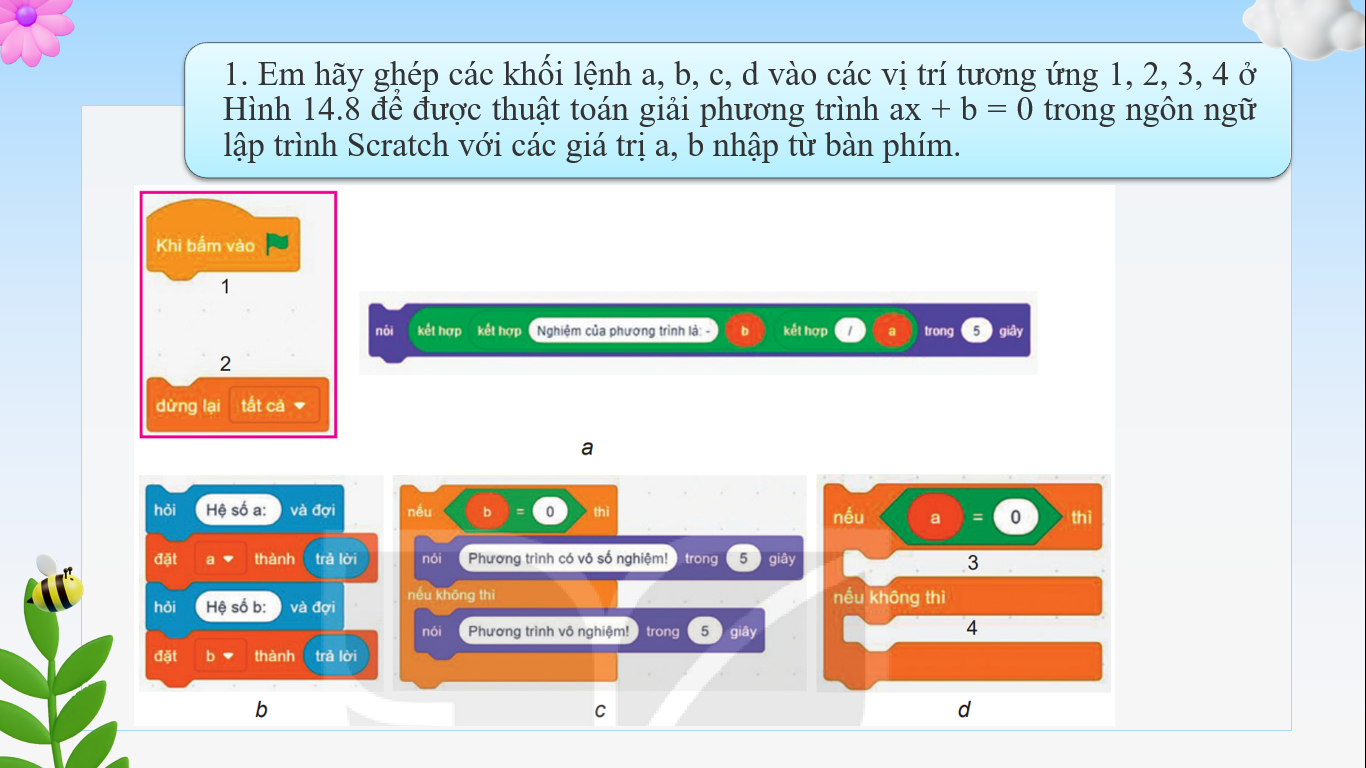 1. Em hãy ghép các khối lệnh a, b, c, d vào các vị trí tương ứng 1, 2, 3, 4 ở
Hình 14.8 để được thuật toán giải phương trình ax + b = 0 trong ngôn ngữ
lập trình Scratch với các giá trị a, b nhập từ bàn phím.
Khi bấm vào
1
2
dừng lại tất cả
nói kết hợp kết hợp Nghiệm của phương trình là: - b kết hợp / a trong 5 giây
a
hỏi Hệ số a: và đợi
đặt a thành trả lời
hỏi Hệ số b: và đợi
đặt b thành trả lời
b
nếu b = 0 thì
nói Phương trình có vô số nghiệm! trong 5 giây
nếu không thì
nói Phương trình vô nghiệm! trong 5 giây
c
nếu a = 0 thì
3
nếu không thì
4
d